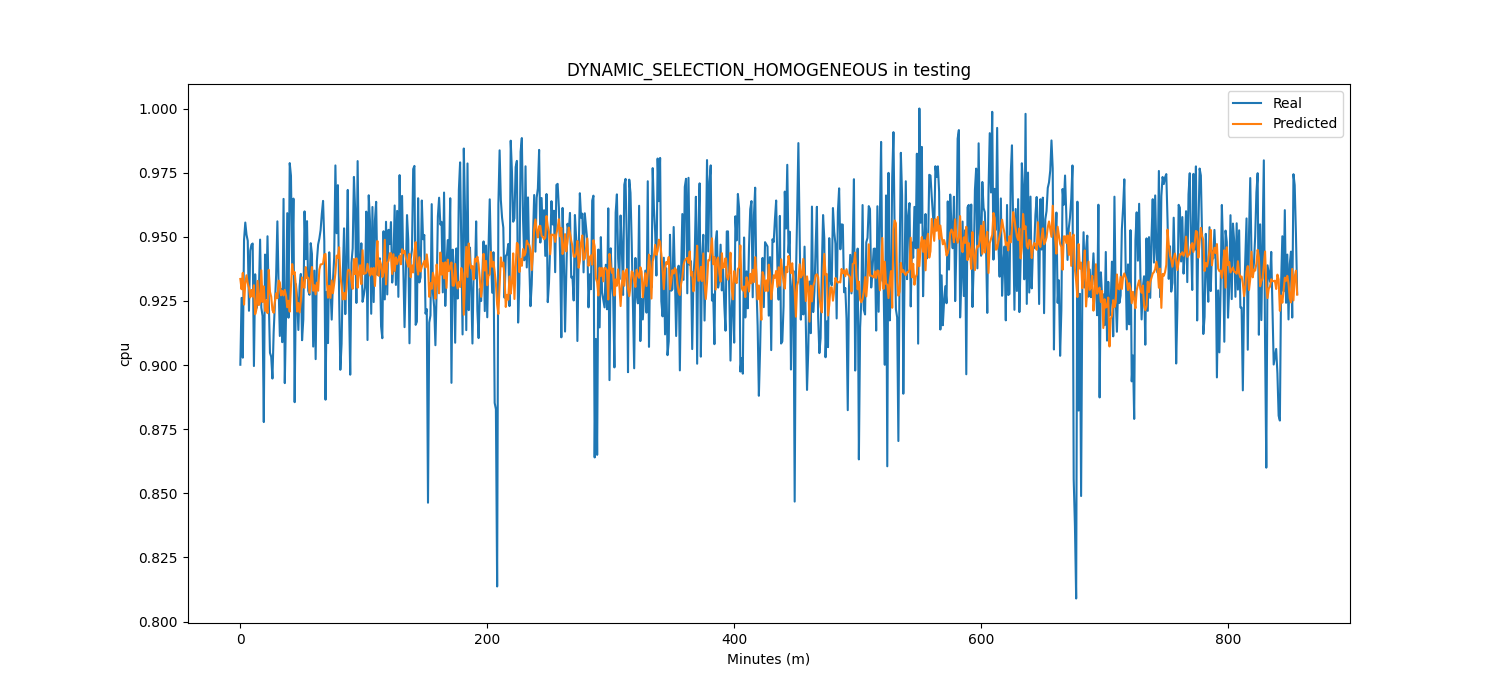 DYNAMIC_SELECTION_HOMOGENEOUS in testing
Real
Predicted
1.000
0.975
0.950
0.925
0.900
0.875
0.850
0.825
0.800
cpu
0 200 400 600 800
Minutes (m)